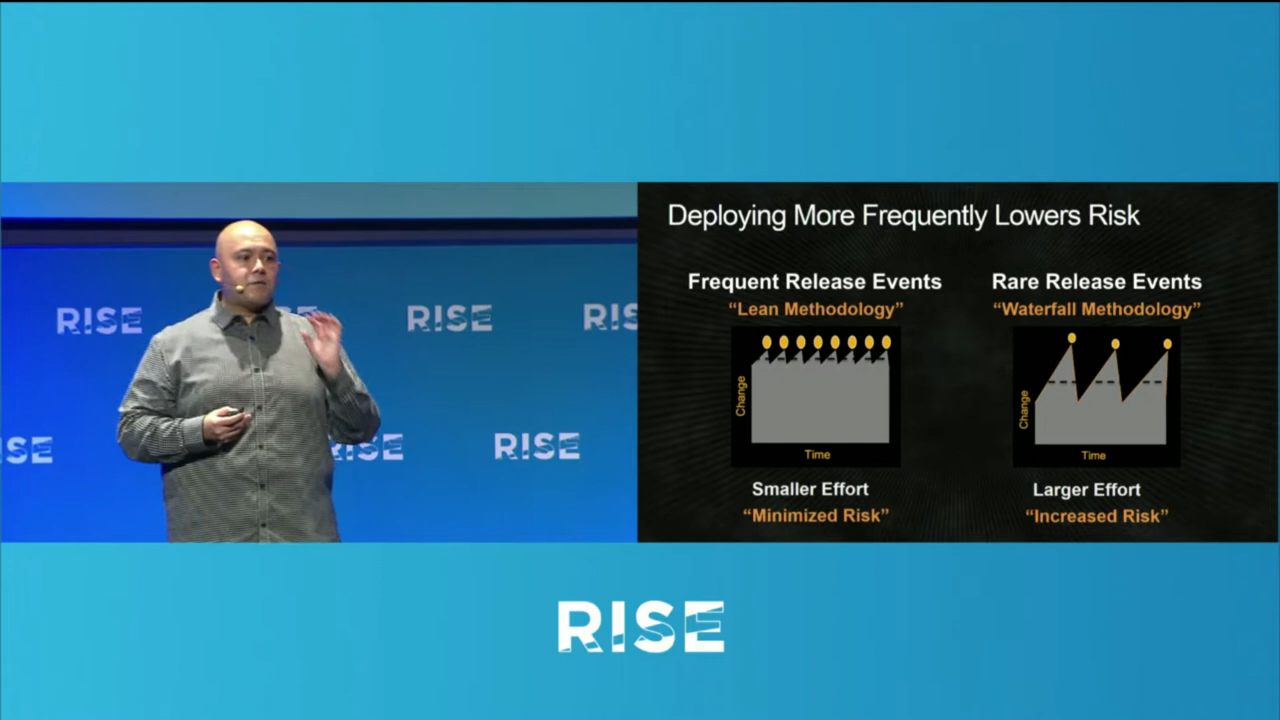 RISE
RISE
RIS
SE
RISE
RISE
Deploying More Frequently Lowers Risk
Frequent Release Events
“Lean Methodology”
Change
Time
Smaller Effort
“Minimized Risk”
Rare Release Events
“Waterfall Methodology”
Change
Time
Larger Effort
“Increased Risk”
RISE